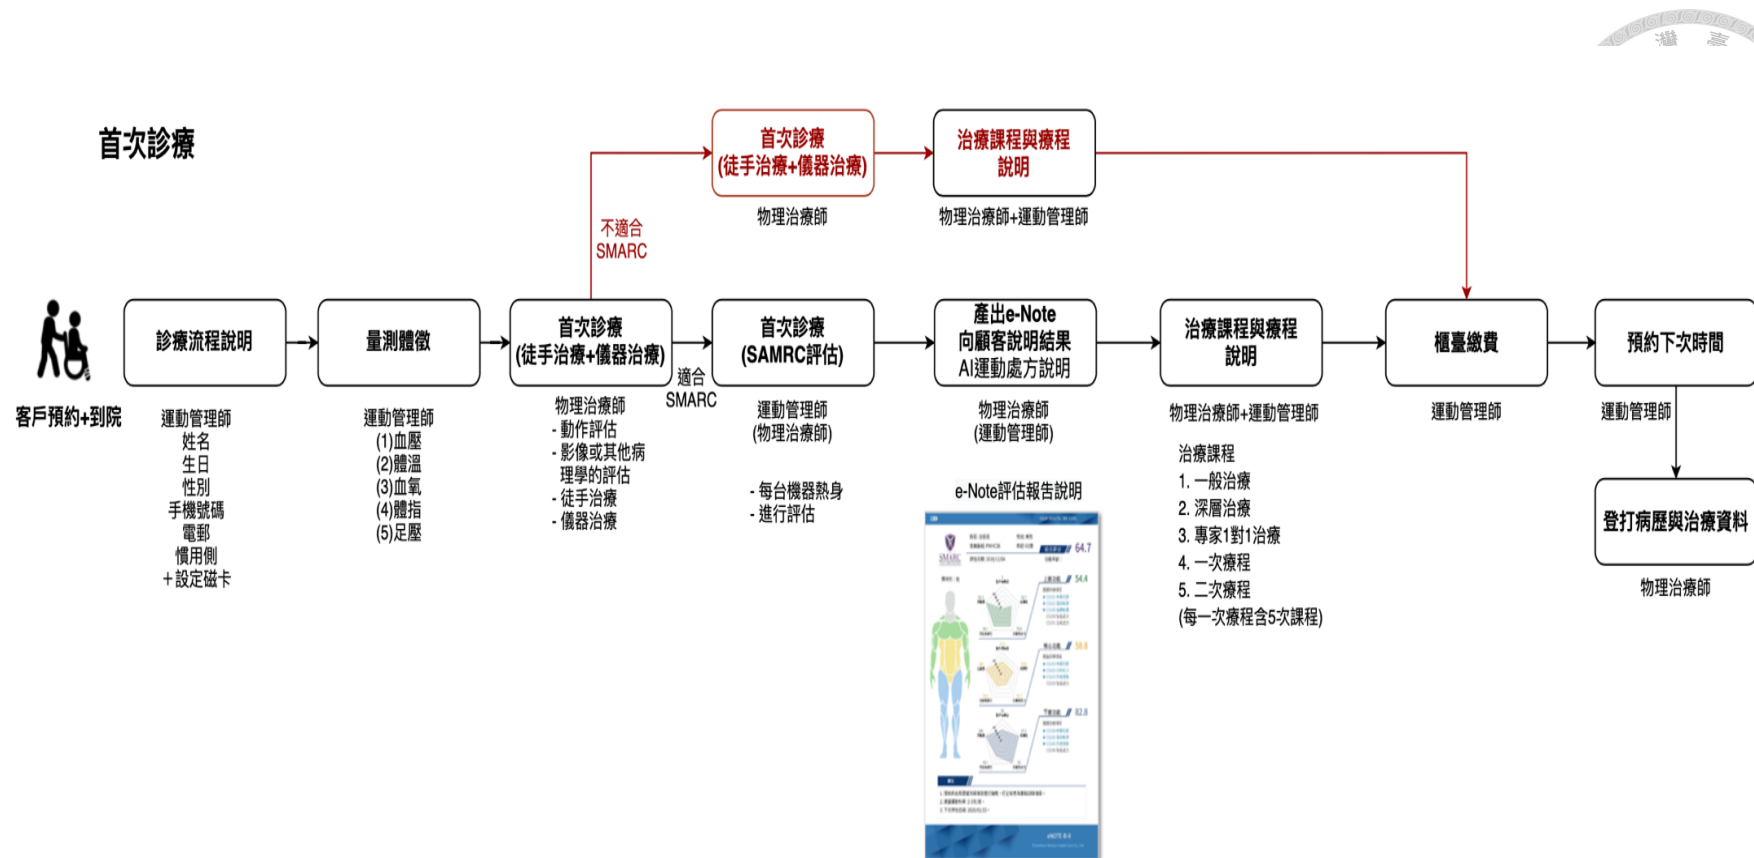 灣 臺
首次診療
首次診療
(徒手治療+儀器治療)
物理治療師
治療課程與療程
說明
物理治療師+運動管理師
不適合
SMARC
客戶預約+到院
診療流程說明
運動管理師
姓名
生日
性別
手機號碼
電郵
慣用側
＋設定磁卡
量測體徵
運動管理師
(1)血壓
(2)體溫
(3)血氧
(4)體指
(5)足壓
首次診療
(徒手治療+儀器治療)
物理治療師
- 動作評估
- 影像或其他病
理學的評估
- 徒手治療
- 儀器治療
適合
SMARC
首次診療
(SAMRC評估)
運動管理師
(物理治療師)
- 每台機器熱身
- 進行評估
產出e-Note
向顧客說明結果
AI運動處方說明
物理治療師
(運動管理師)
e-Note評估報告說明
SMARC
64.7
54.4
58.8
82.8
治療課程與療程
說明
物理治療師+運動管理師
治療課程
1. 一般治療
2. 深層治療
3. 專家1對1治療
4. 一次療程
5. 二次療程
(每一次療程含5次課程)
櫃臺繳費
運動管理師
預約下次時間
運動管理師
登打病歷與治療資料
物理治療師